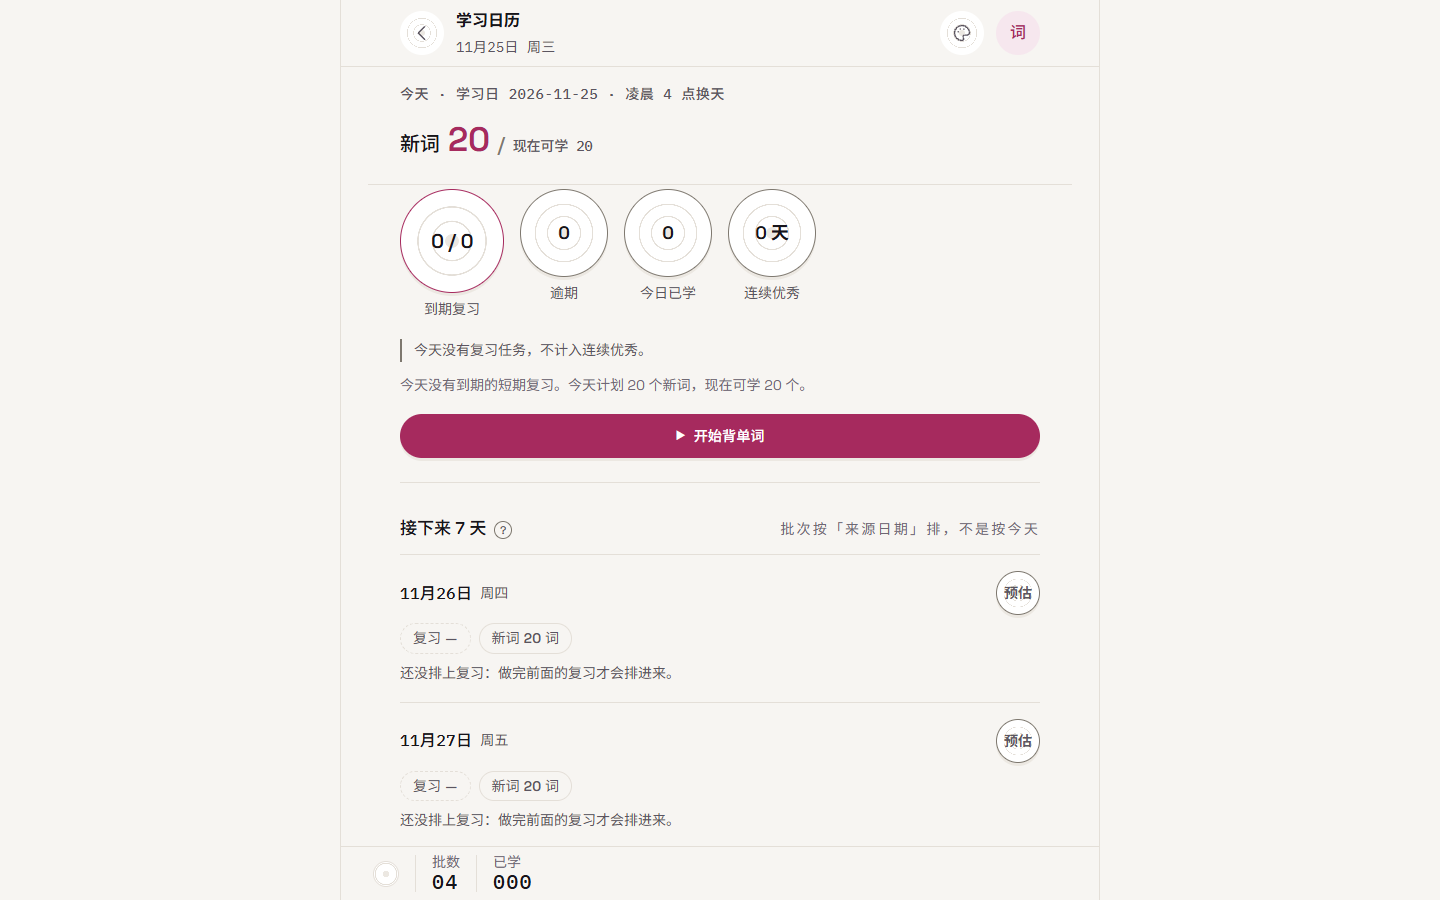 学习日历
11月25日 周三
词
今天 · 学习日 2026-11-25 · 凌晨 4 点换天
新词 20 / 现在可学 20
0/0
到期复习
0
逾期
0
今日已学
0 天
连续优秀
今天没有复习任务，不计入连续优秀。
今天没有到期的短期复习。今天计划 20 个新词，现在可学 20 个。
▶ 开始背单词
接下来 7 天 ?
批次按「来源日期」排，不是按今天
11月26日 周四
预估
复习 —
新词 20 词
还没排上复习：做完前面的复习才会排进来。
11月27日 周五
预估
复习 —
新词 20 词
还没排上复习：做完前面的复习才会排进来。
批数
04
已学
000